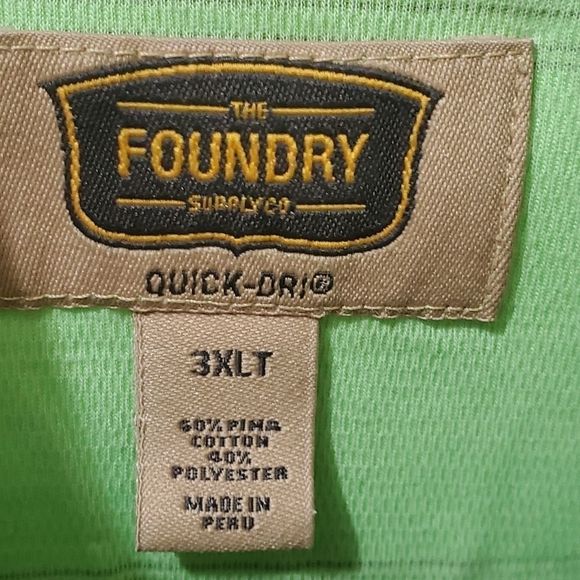 THE
FOUNDRY
SUPPLY CO
QUICK-DRI®
3XLT
60% PIMA
COTTON
40%
POLYESTER
MADE IN
PERU